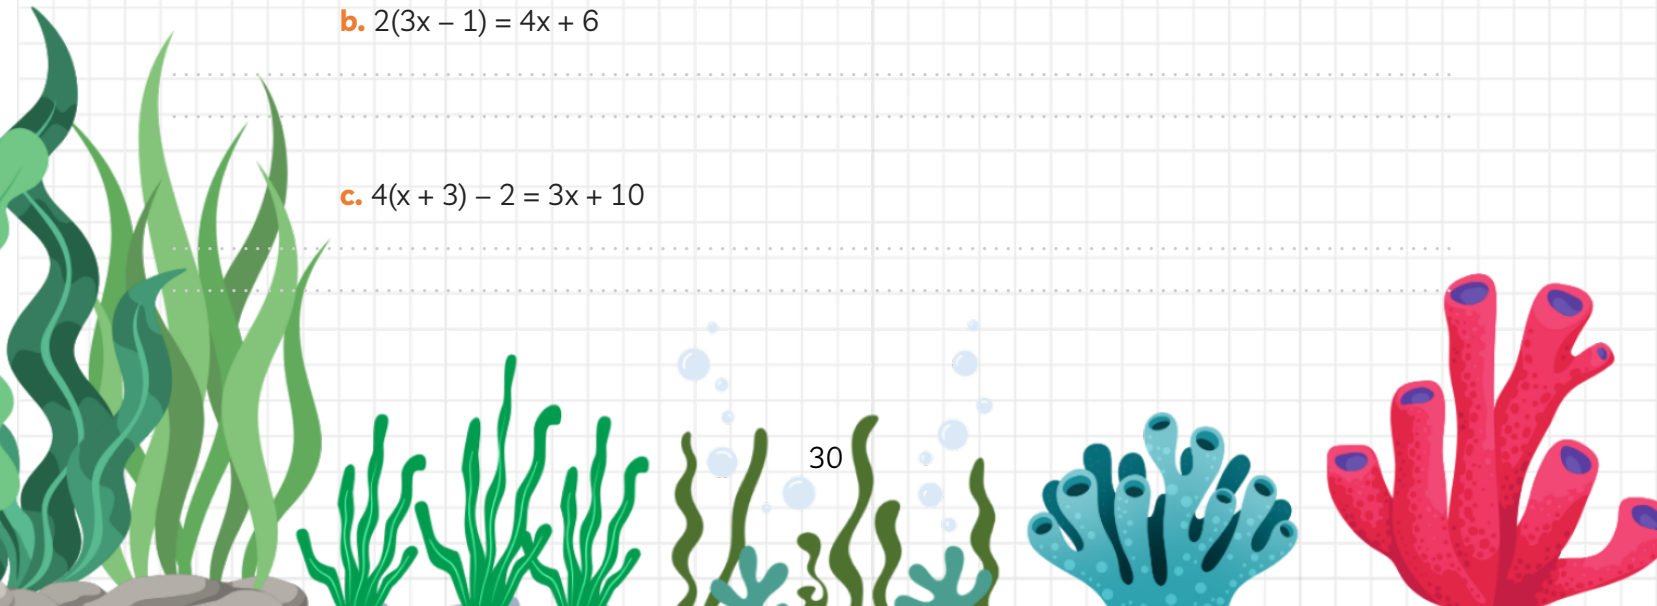 b. 2(3x – 1) = 4x + 6
c. 4(x + 3) – 2 = 3x + 10
30